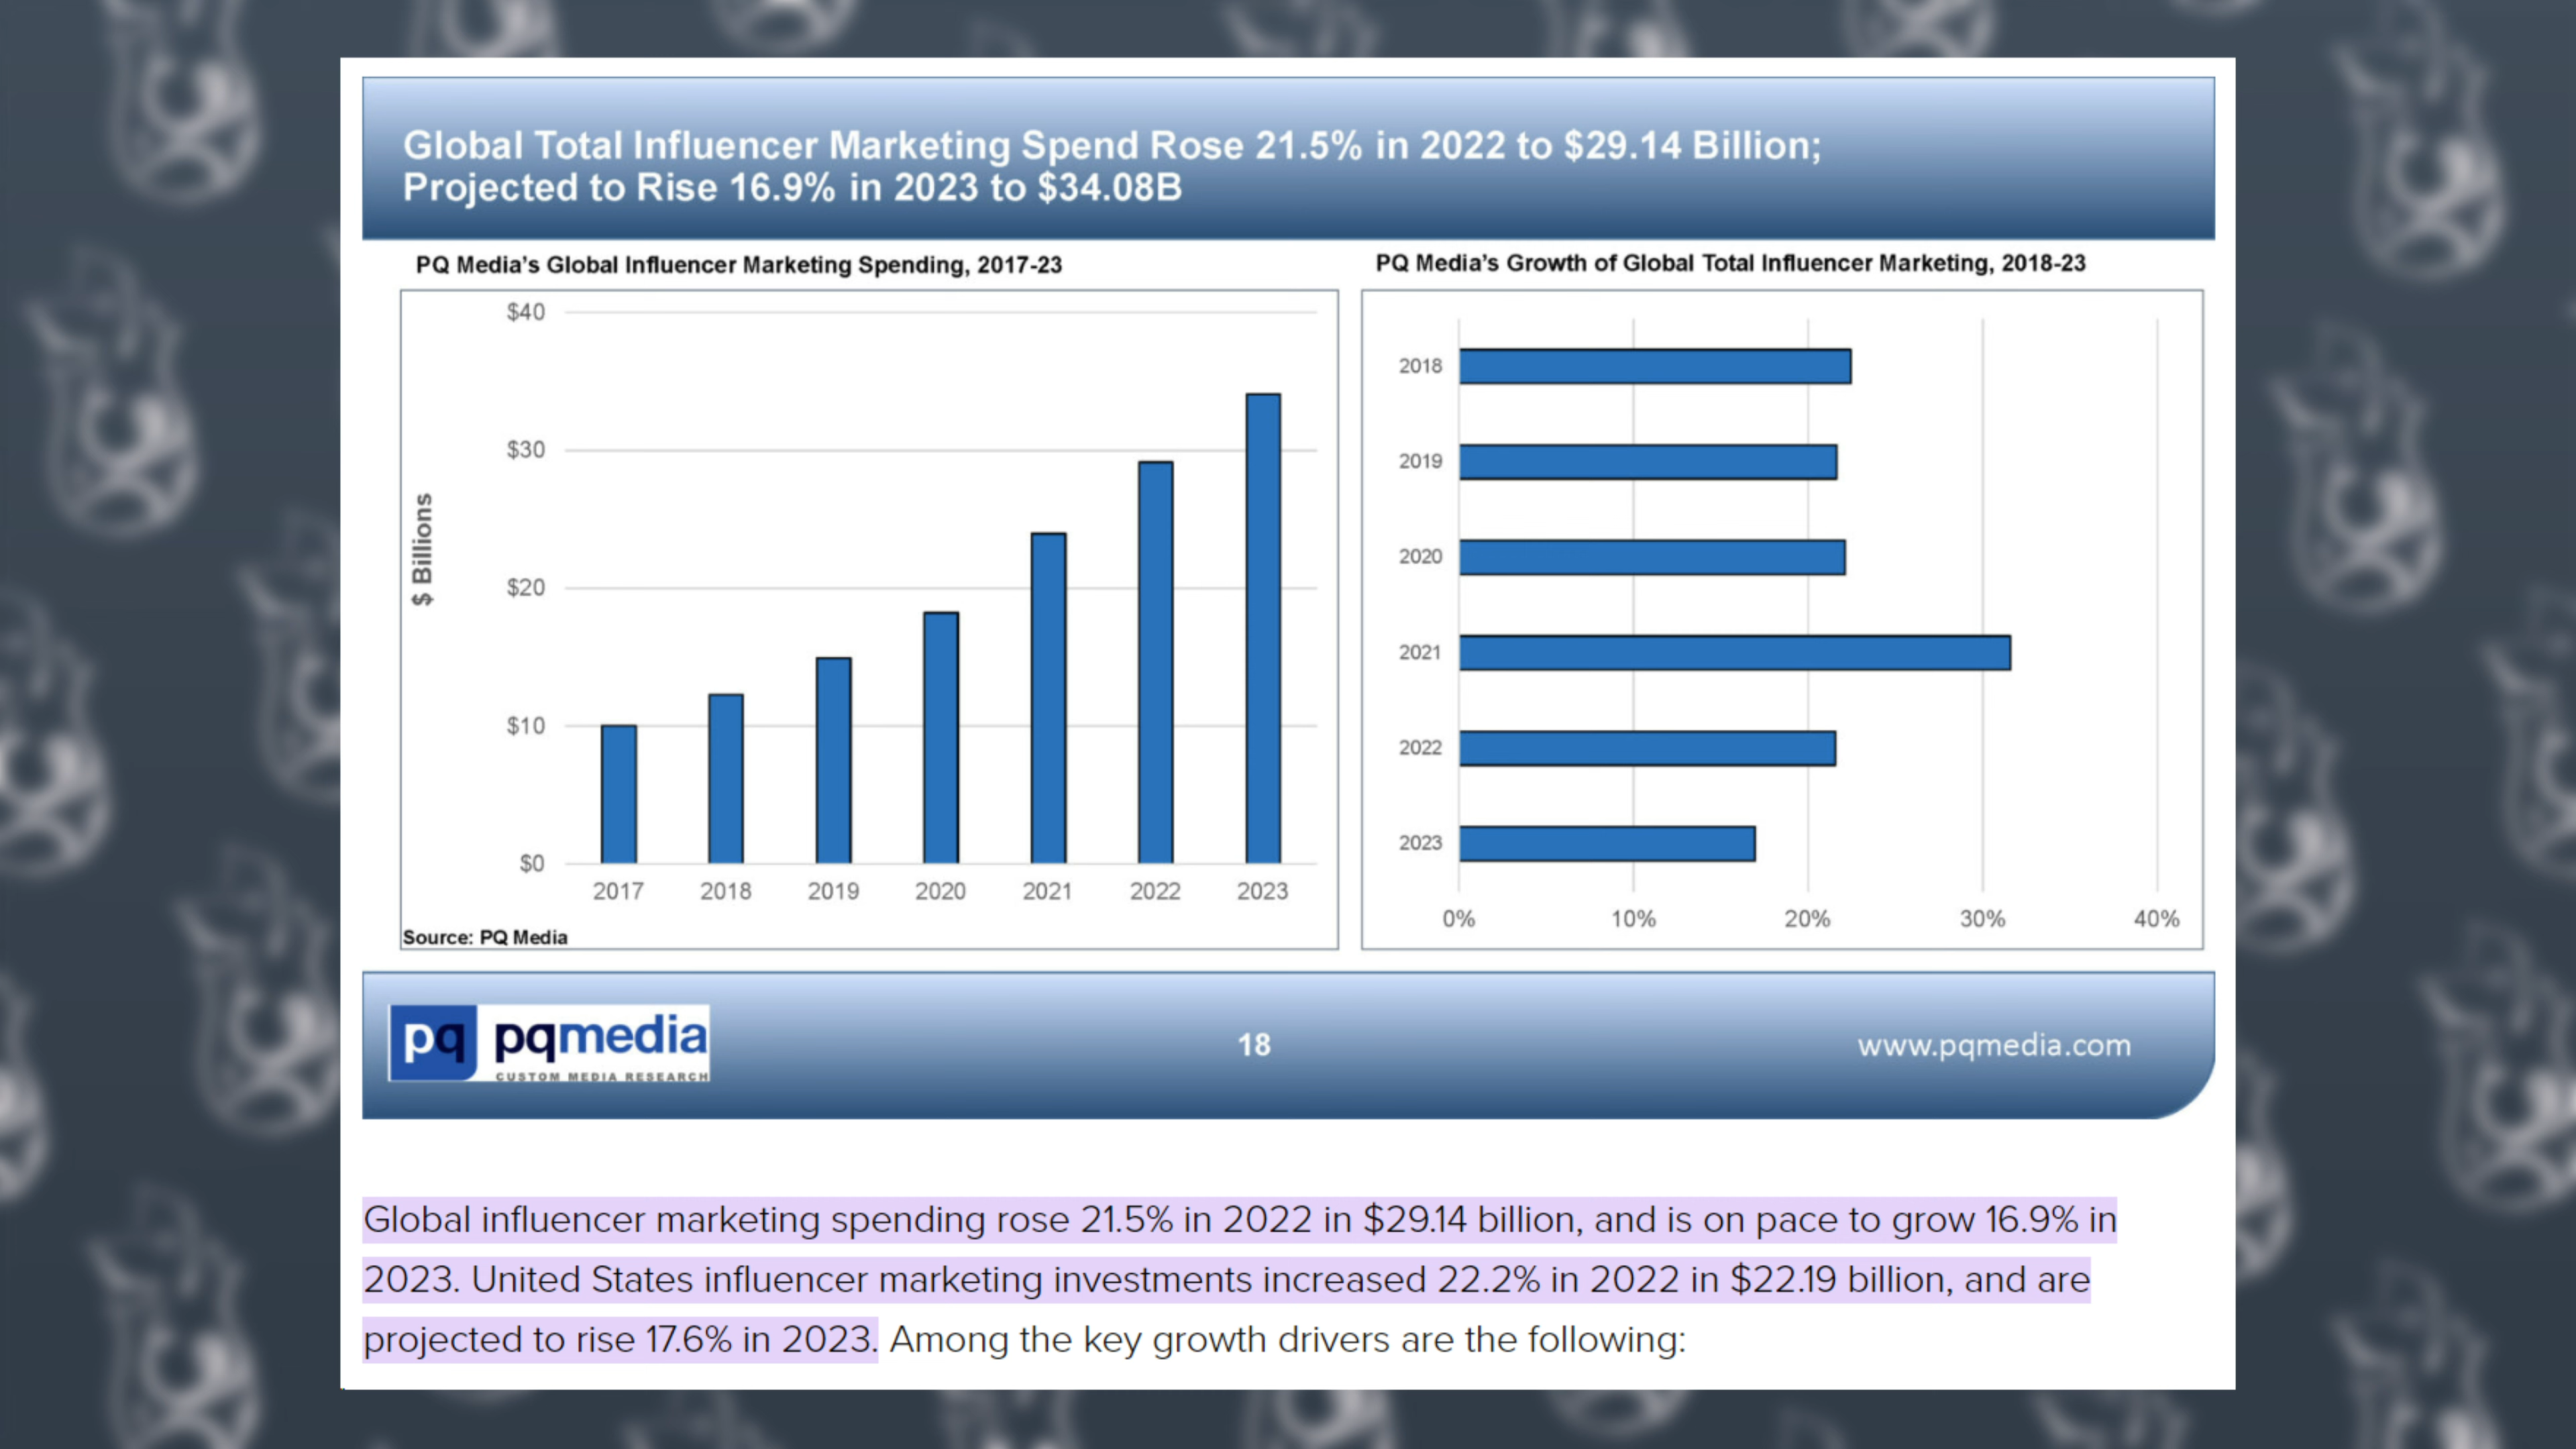 Global Total Influencer Marketing Spend Rose 21.5% in 2022 to $29.14 Billion;
Projected to Rise 16.9% in 2023 to $34.08B
PQ Media's Global Influencer Marketing Spending, 2017-23
$40
$30
$20
$10
$0
$ Billions
2017 2018 2019 2020 2021 2022 2023
Source: PQ Media
PQ Media's Growth of Global Total Influencer Marketing, 2018-23
2018
2019
2020
2021
2022
2023
0% 10% 20% 30% 40%
pq pqmedia
CUSTOM MEDIA RESEARCH
18
www.pqmedia.com
Global influencer marketing spending rose 21.5% in 2022 in $29.14 billion, and is on pace to grow 16.9% in
2023. United States influencer marketing investments increased 22.2% in 2022 in $22.19 billion, and are
projected to rise 17.6% in 2023. Among the key growth drivers are the following: